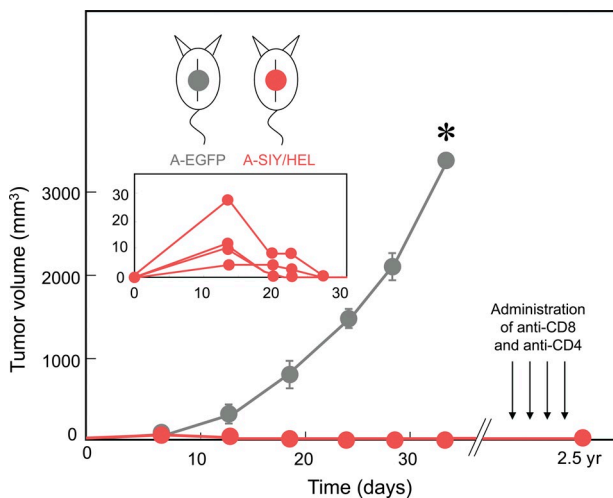 A-EGFP A-SIY/HEL
30
20
10
0
0 10 20 30
Tumor volume (mm³)
3000
2000
1000
0
*
Administration
of anti-CD8
and anti-CD4
0 10 20 30 2.5 yr
Time (days)